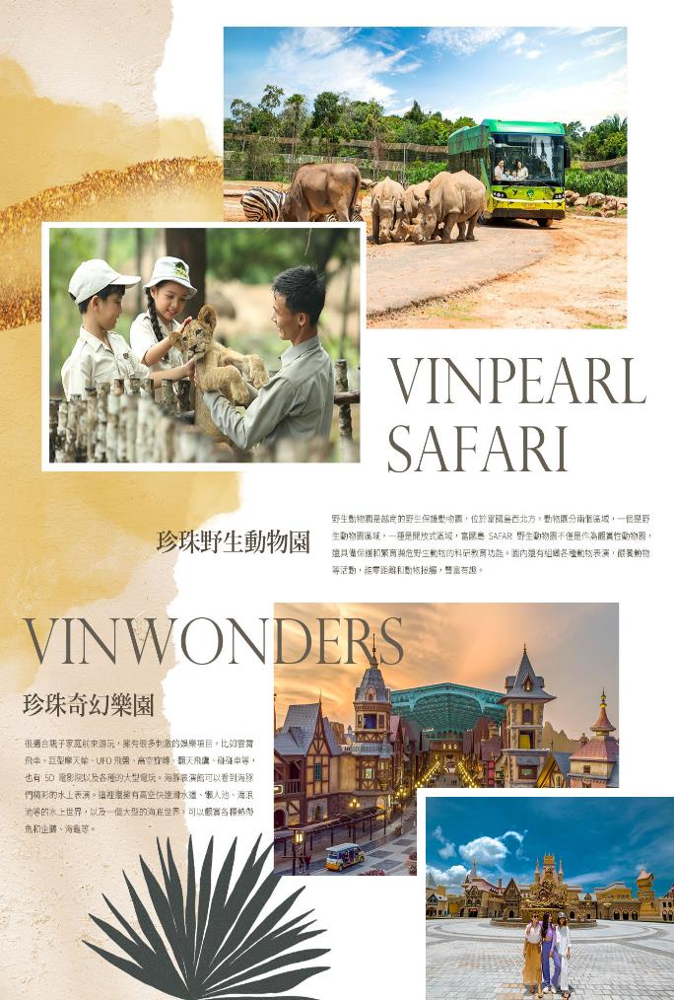 VINPEARL
SAFARI
珍珠野生動物園
野生動物園是越南的野生保護動物園，位於富國島西北方。動物園分兩個區域，一個是野
生動物園區域，一種是開放式區域，富國島 SAFARI 野生動物園不僅是作為觀賞性動物園，
還具備保護和繁育瀕危野生動物的科研教育功能。園內還有組織各種動物表演，餵養動物
等活動，能零距離和動物接觸，豐富有趣。
VINWONDERS
珍珠奇幻樂園
很適合親子家庭前來游玩，擁有很多刺激的娛樂項目，比如雲霄
飛車、巨型摩天輪、UFO 飛盤、高空旋轉、翻天飛鷹、碰碰車等，
也有 5D 電影院以及各種的大型電玩。海豚表演館可以看到海豚
們精彩的水上表演。這裡還擁有高空快速滑水道、懶人池、海浪
池等的水上世界，以及一個大型的海底世界，可以觀賞各種熱帶
魚和企鵝、海龜等。